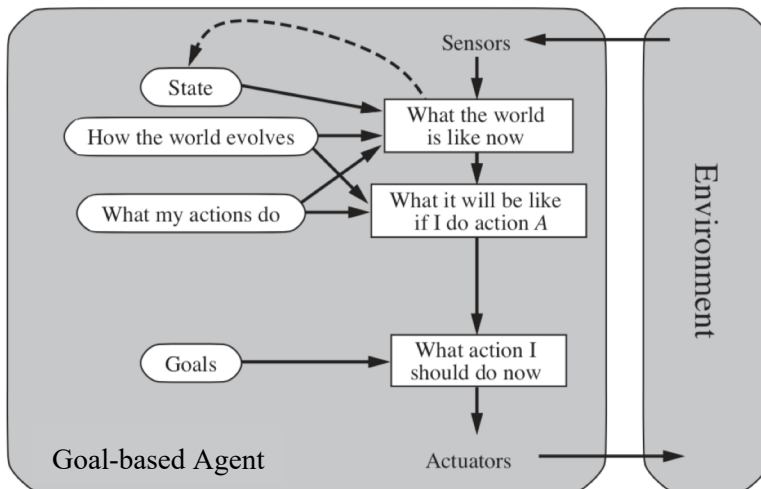 Sensors
State
What the world
is like now
How the world evolves
What it will be like
if I do action A
What my actions do
Environment
Goals
What action I
should do now
Goal-based Agent
Actuators